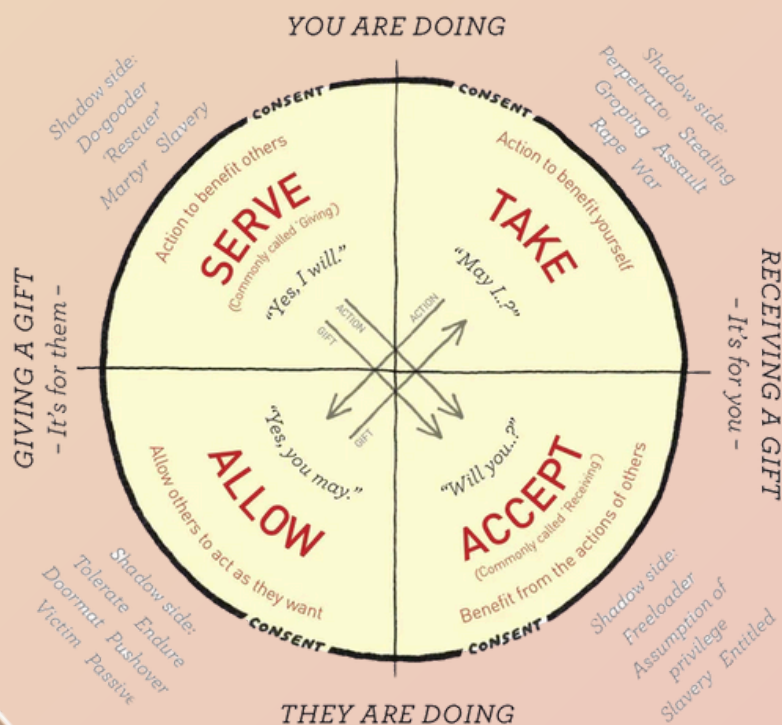 YOU ARE DOING
Shadow side:
Do-gooder
'Rescuer'
Martyr Slavery
Shadow side:
Perpetrator Stealing
Groping Assault
Rape War
CONSENT
CONSENT
Action to benefit others
SERVE
(Commonly called 'Giving')
"Yes, I will."
Action to benefit yourself
TAKE
"May I..?"
GIVING A GIFT
- It's for them -
RECEIVING A GIFT
- It's for you -
ACTION
GIFT
ACTION
GIFT
"Yes, you may."
ALLOW
Allow others to act as they want
"Will you..?"
ACCEPT
(Commonly called 'Receiving')
Benefit from the actions of others
CONSENT
CONSENT
Shadow side:
Tolerate Endure
Doormat Pushover
Victim Passive
Shadow side:
Freeloader
Assumption of
privilege
Slavery Entitled
THEY ARE DOING